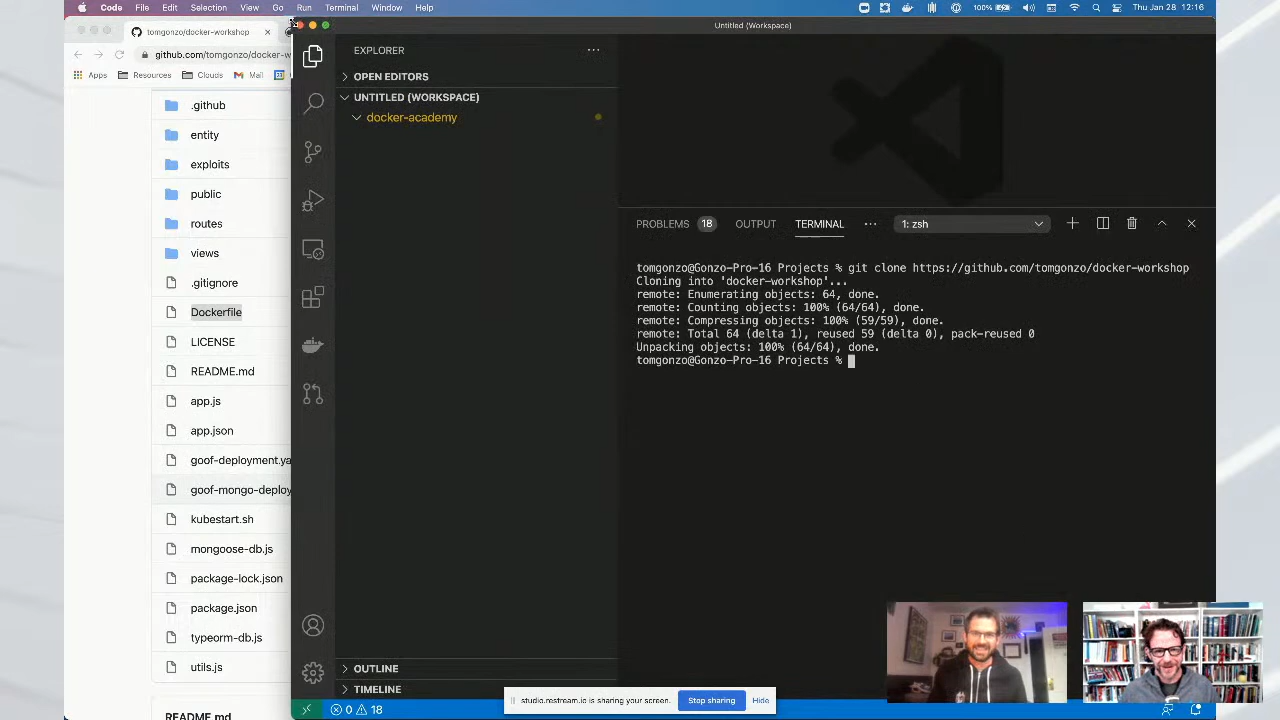 Code File Edit Selection View Go Run Terminal Window Help
100% Thu Jan 28 12:16
tomgonzo/docker-workshop
Untitled (Workspace)
github.com/tomgonzo/docker-w
Apps Resources Clouds Mail
.github
entity
exploits
public
routes
views
.gitignore
Dockerfile
LICENSE
README.md
app.js
app.json
goof-deployment.ya
goof-mongo-deploy
kubestart.sh
mongoose-db.js
package-lock.json
package.json
typeorm-db.js
utils.js
README.md
EXPLORER
OPEN EDITORS
UNTITLED (WORKSPACE)
docker-academy
OUTLINE
TIMELINE
0 18
PROBLEMS 18 OUTPUT TERMINAL ··· 1: zsh
tomgonzo@Gonzo-Pro-16 Projects % git clone https://github.com/tomgonzo/docker-workshop
Cloning into 'docker-workshop'...
remote: Enumerating objects: 64, done.
remote: Counting objects: 100% (64/64), done.
remote: Compressing objects: 100% (59/59), done.
remote: Total 64 (delta 1), reused 59 (delta 0), pack-reused 0
Unpacking objects: 100% (64/64), done.
tomgonzo@Gonzo-Pro-16 Projects %
studio.restream.io is sharing your screen. Stop sharing Hide